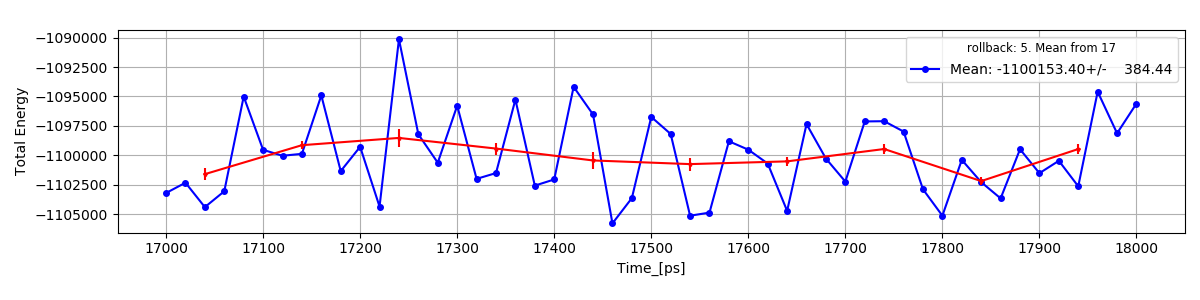 rollback: 5. Mean from 17
Mean: -1100153.40+/-    384.44
Total Energy
−1090000
−1092500
−1095000
−1097500
−1100000
−1102500
−1105000
17000 17100 17200 17300 17400 17500 17600 17700 17800 17900 18000
Time_[ps]